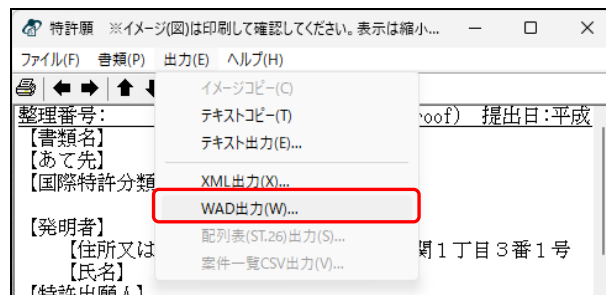 特許願　※イメージ(図)は印刷して確認してください。表示は縮小...
ファイル(F)　書類(P)　出力(E)　ヘルプ(H)
イメージコピー(C)
テキストコピー(T)
テキスト出力(E)...
XML出力(X)...
WAD出力(W)...
配列表(ST.26)出力(S)...
案件一覧CSV出力(V)...
整理番号:　oof)　提出日:平成
【書類名】
【あて先】
【国際特許分類
【発明者】
【住所又は　関１丁目３番１号
【氏名】
【特許出願人】